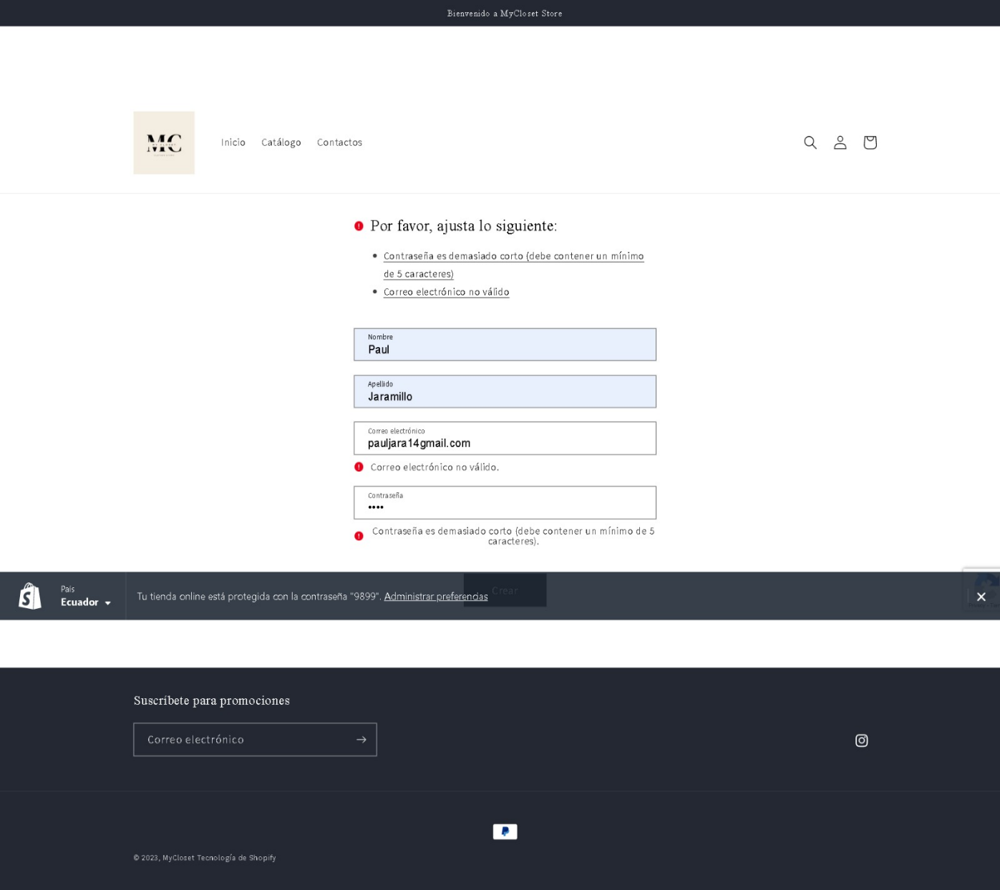 Bienvenido a MyCloset Store
MC
MY CLOSET
Inicio Catálogo Contactos
Por favor, ajusta lo siguiente:
Contraseña es demasiado corto (debe contener un mínimo
de 5 caracteres)
Correo electrónico no válido
Nombre
Paul
Apellido
Jaramillo
Correo electrónico
pauljara14gmail.com
Correo electrónico no válido.
Contraseña
••••
Contraseña es demasiado corto (debe contener un mínimo de 5
caracteres).
Crear
País
Ecuador
Tu tienda online está protegida con la contraseña "9899". Administrar preferencias
Suscríbete para promociones
Correo electrónico
© 2023, MyCloset Tecnología de Shopify